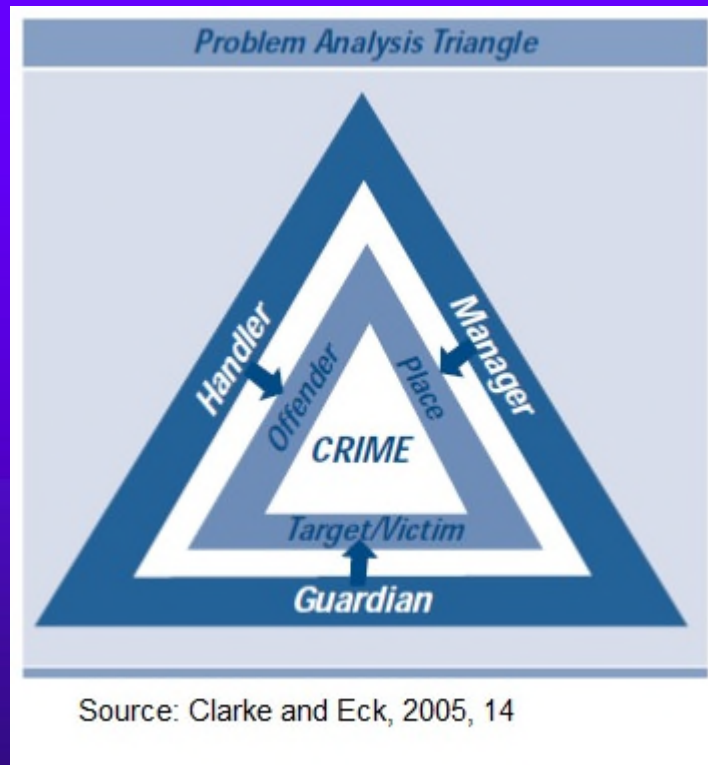 Problem Analysis Triangle
Handler
Manager
Offender
Place
CRIME
Target/Victim
Guardian
Source: Clarke and Eck, 2005, 14